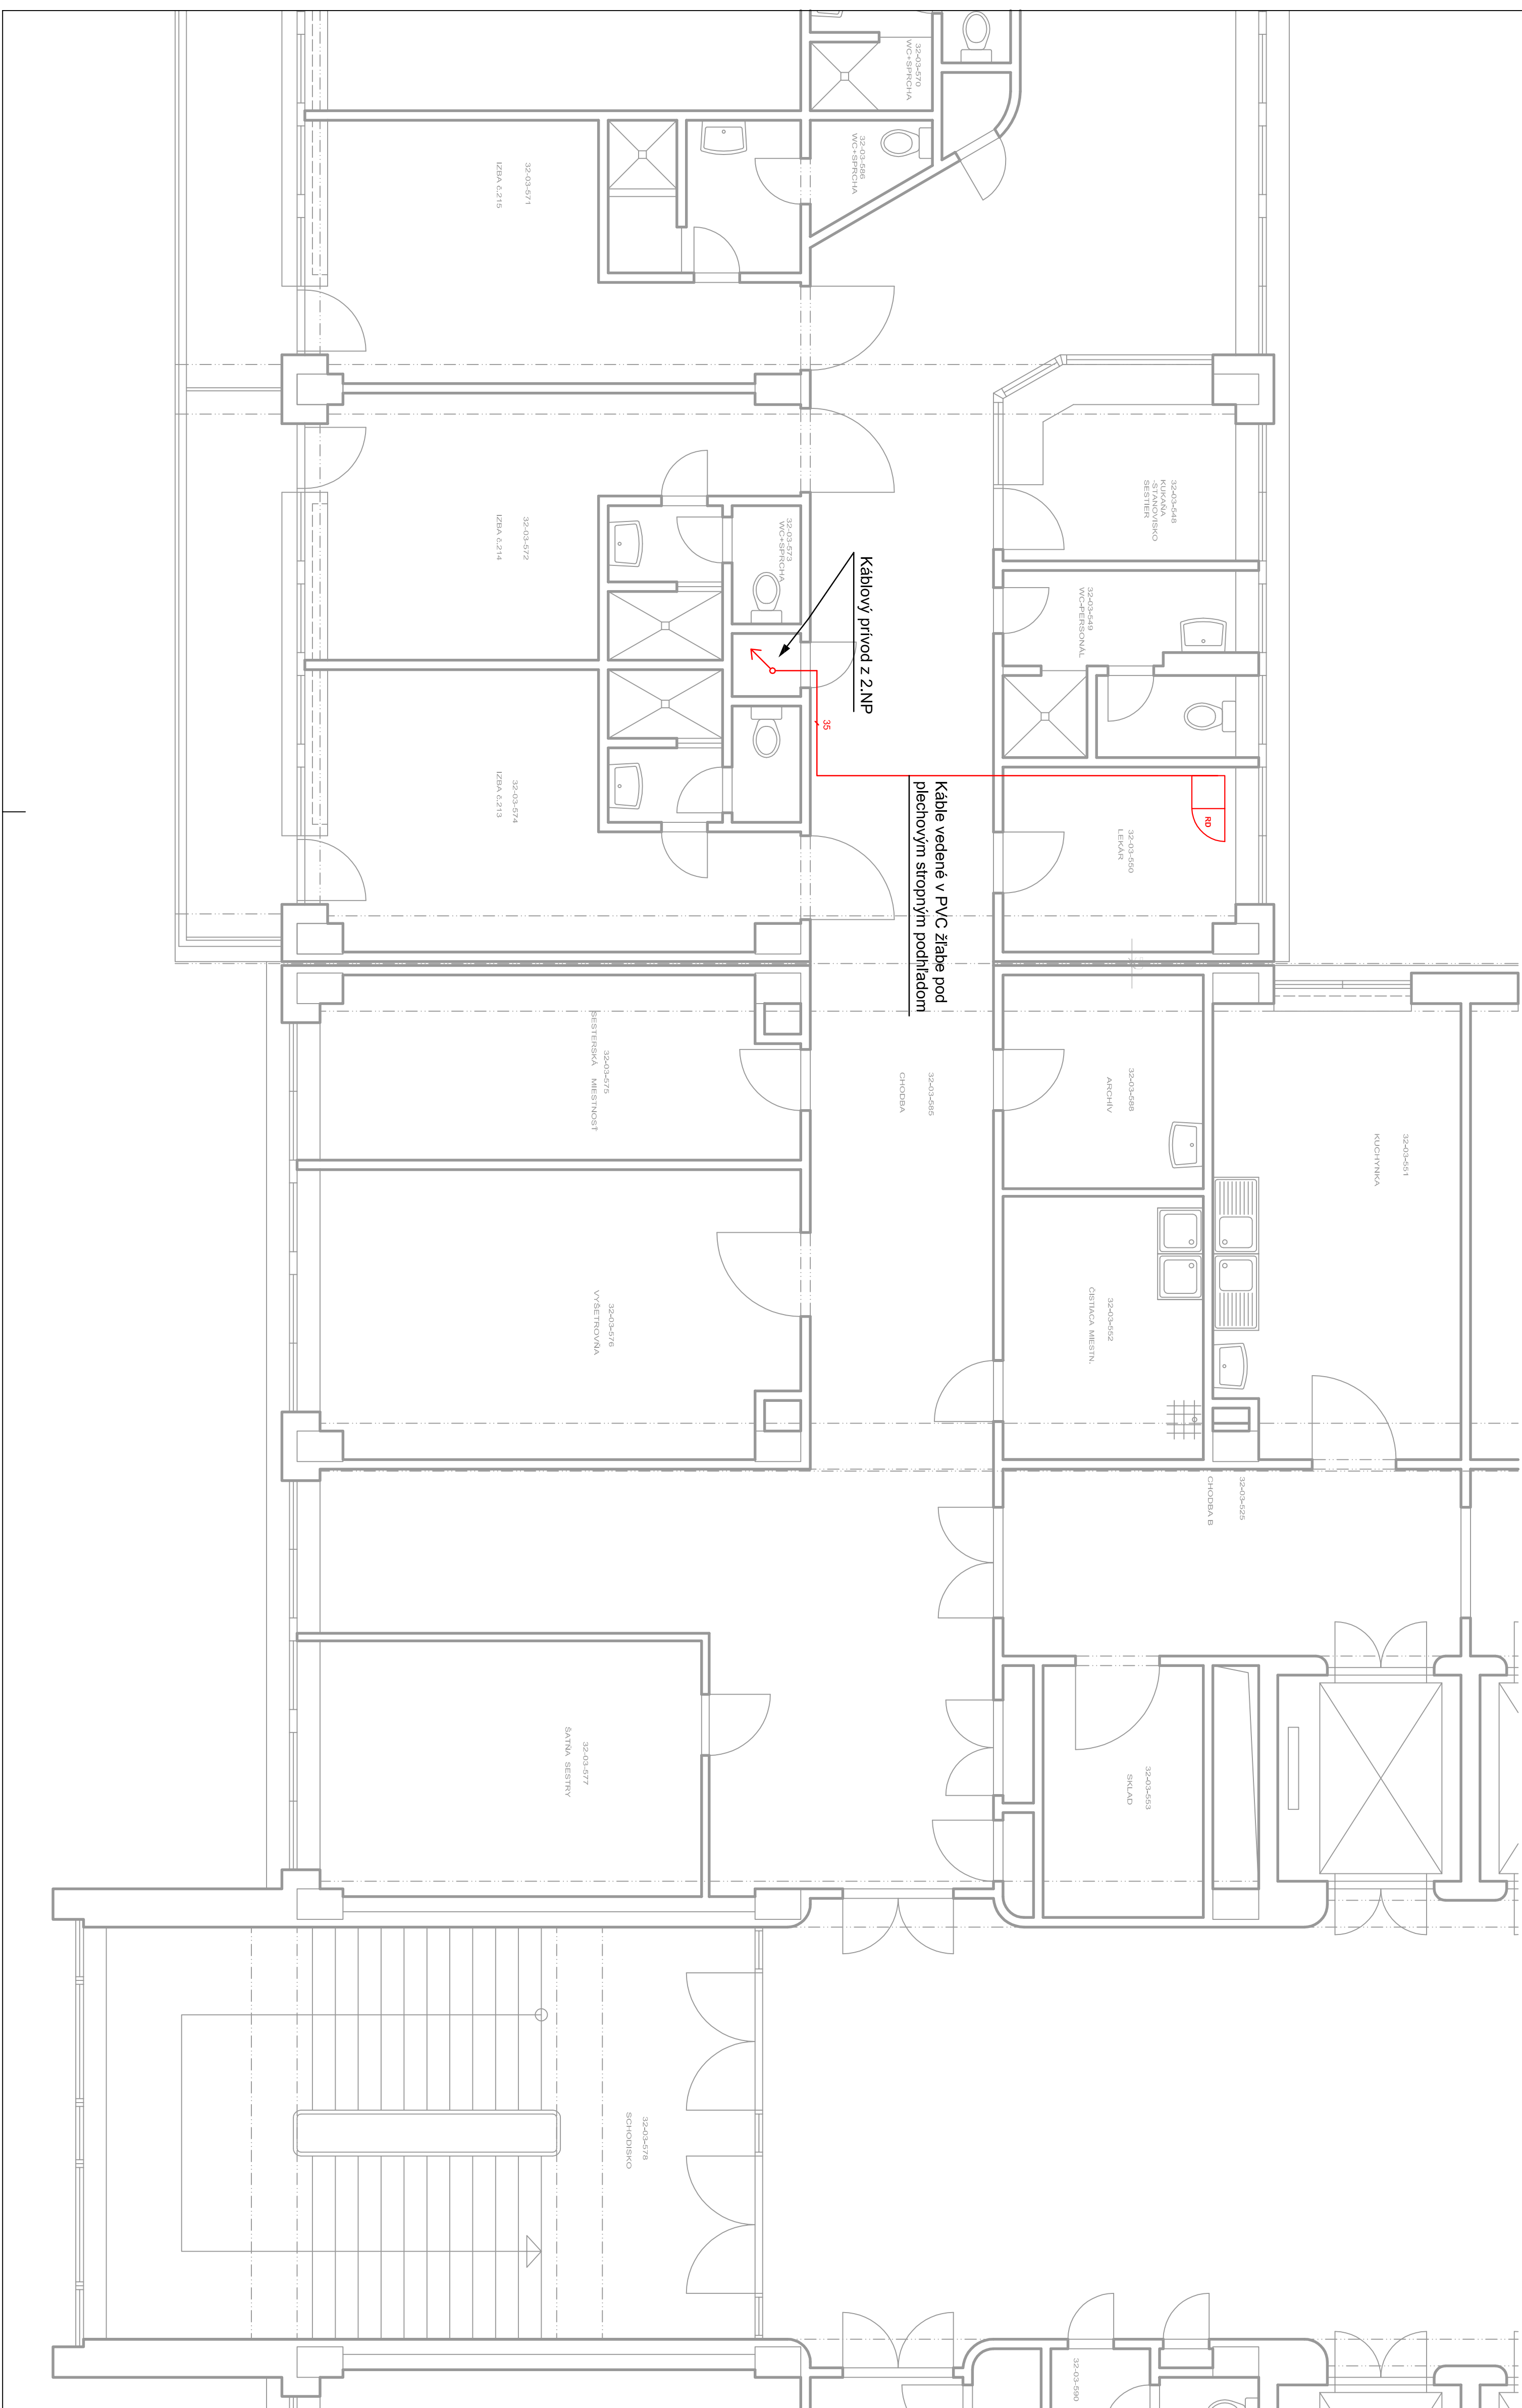 32-03-570
WC+SPRCHA
32-03-586
WC+SPRCHA
32-03-571
IZBA č.215
32-03-548
KUKAŇA
-STANOVISKO
SESTIER
32-03-572
IZBA č.214
32-03-573
WC+SPRCHA
Káblový prívod z 2.NP
32-03-549
WC-PERSONÁL
35
32-03-574
IZBA č.213
Káble vedené v PVC žľabe pod
plechovým stropným podhľadom
RD
32-03-550
LEKÁR
32-03-575
SESTERSKÁ MIESTNOSŤ
32-03-585
CHODBA
32-03-588
ARCHÍV
32-03-551
KUCHYNKA
32-03-576
VYŠETROVŇA
32-03-552
ČISTIACA MIESTN.
32-03-525
CHODBA B
32-03-577
ŠATŇA SESTRY
32-03-553
SKLAD
32-03-578
SCHODISKO
32-03-590